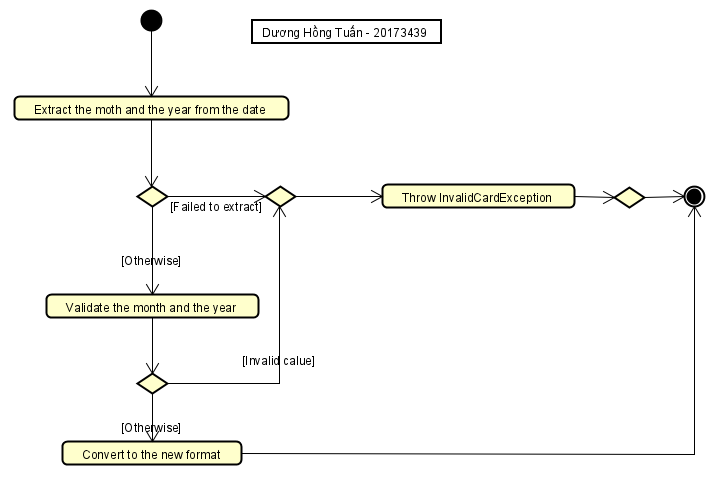 Dương Hồng Tuấn - 20173439
Extract the moth and the year from the date
[Failed to extract]
Throw InvalidCardException
[Otherwise]
Validate the month and the year
[Invalid calue]
[Otherwise]
Convert to the new format